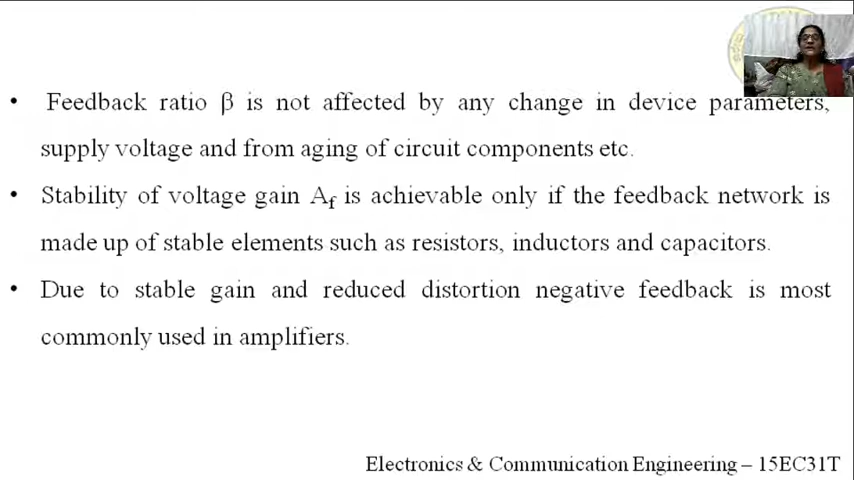 • Feedback ratio β is not affected by any change in device parameters,
supply voltage and from aging of circuit components etc.
• Stability of voltage gain Af is achievable only if the feedback network is
made up of stable elements such as resistors, inductors and capacitors.
• Due to stable gain and reduced distortion negative feedback is most
commonly used in amplifiers.
Electronics & Communication Engineering – 15EC31T